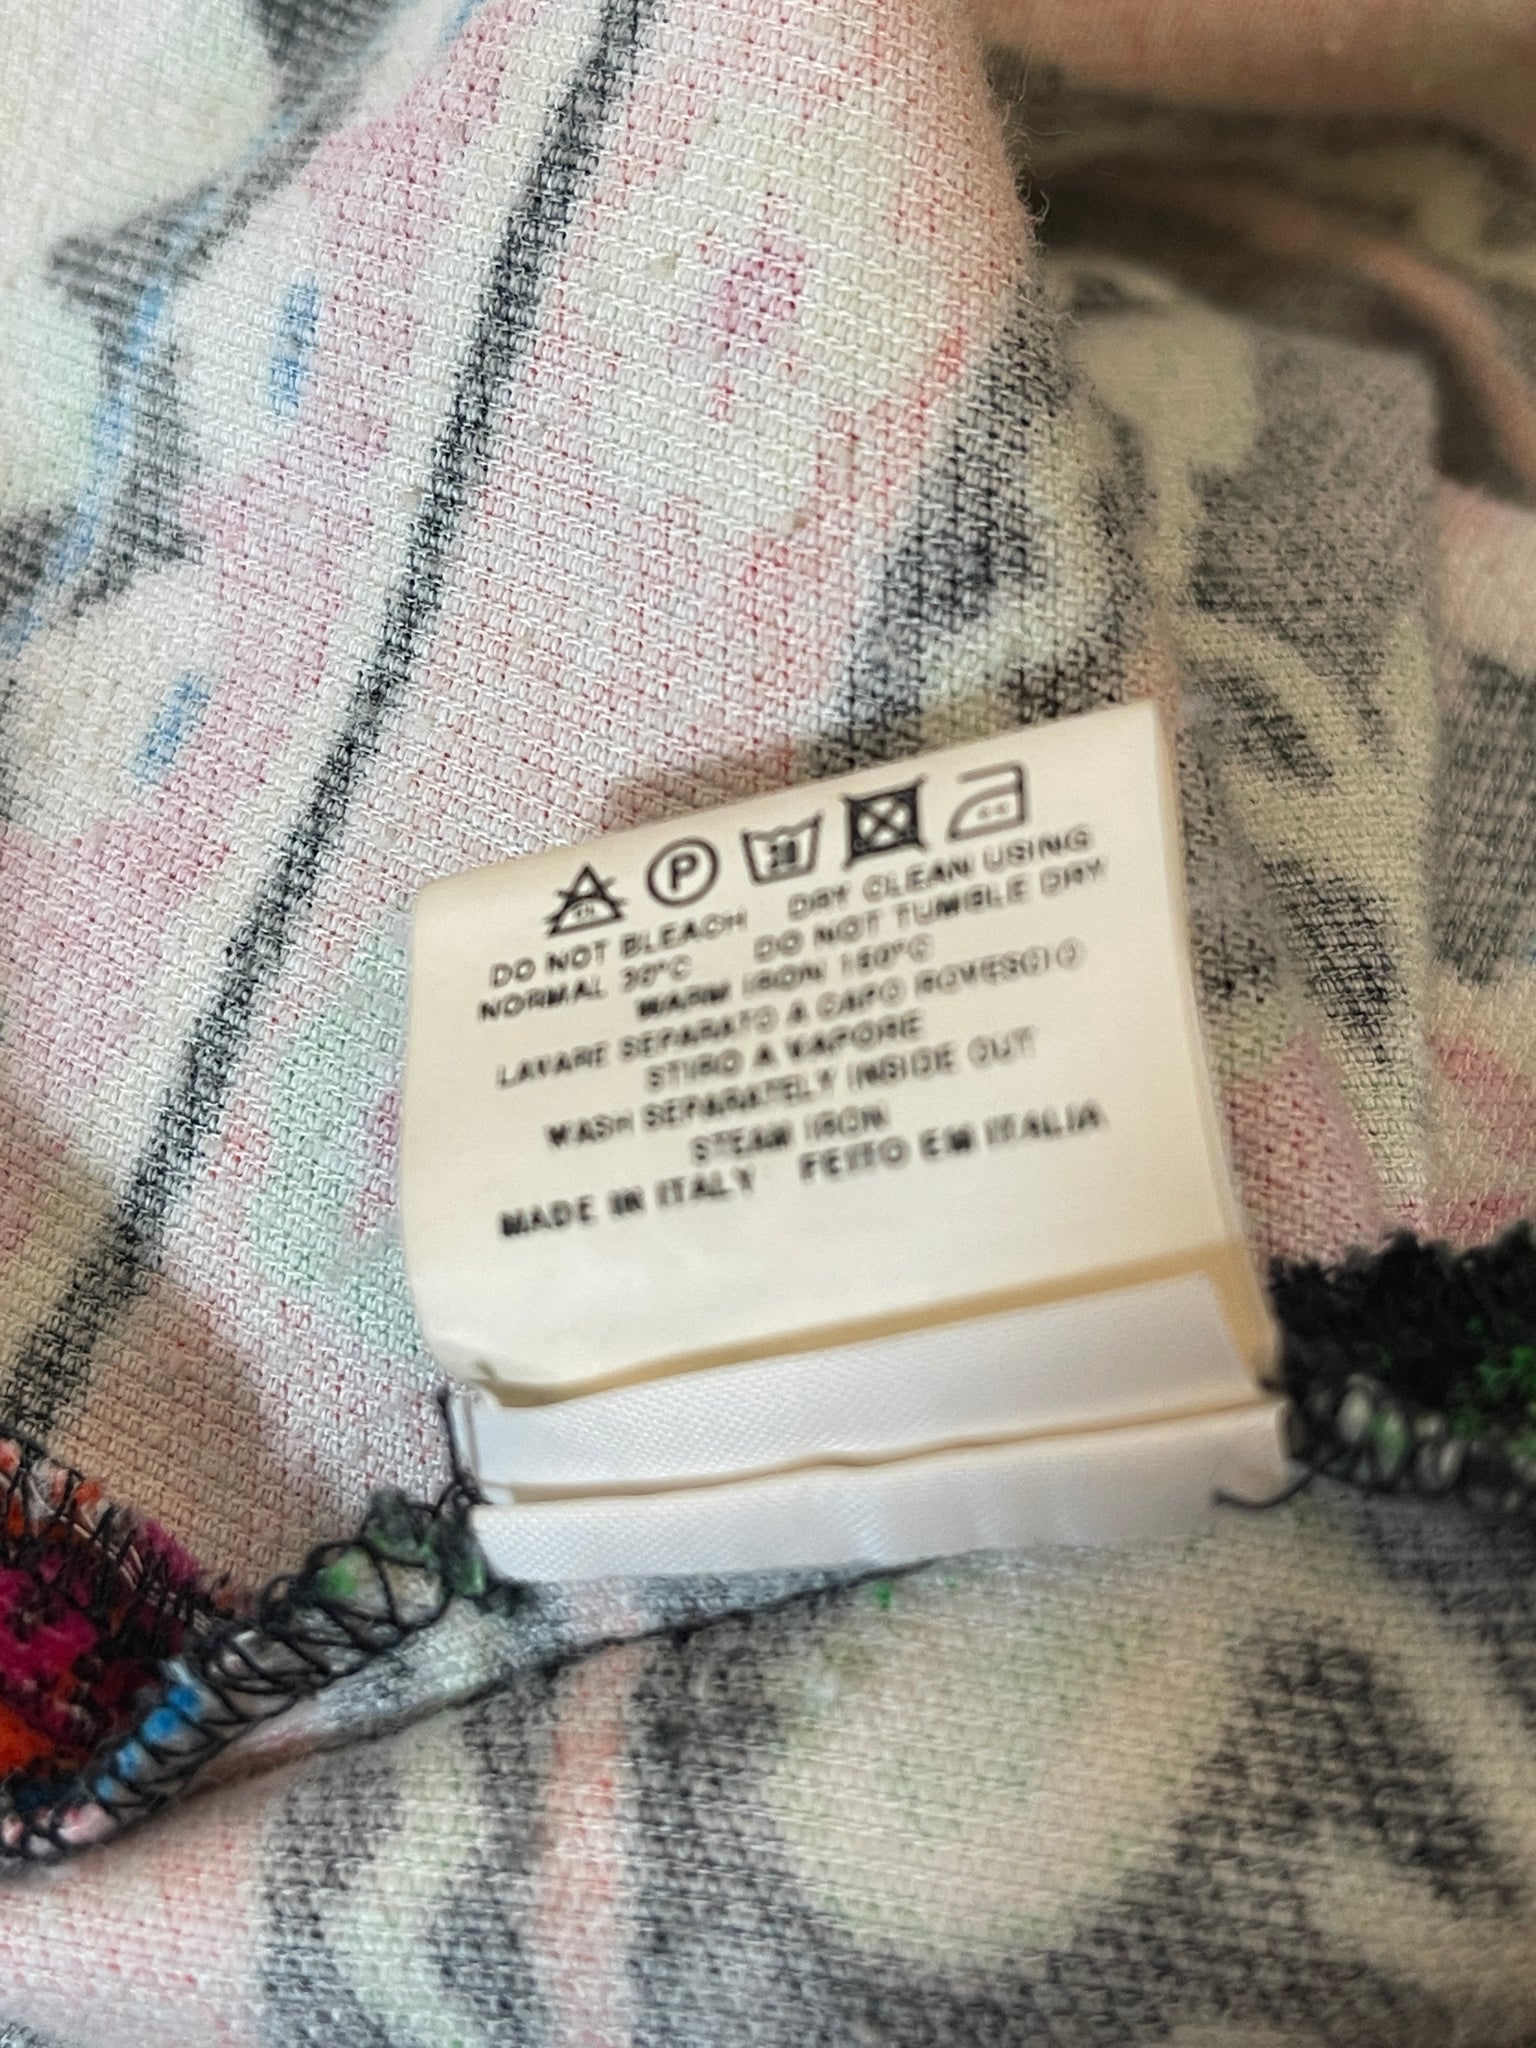 P
30
DO NOT BLEACH DRY CLEAN USING
NORMAL 30°C DO NOT TUMBLE DRY
WARM IRON 150°C
LAVARE SEPARATO A CAPO ROVESCIO
STIRO A VAPORE
WASH SEPARATELY INSIDE OUT
STEAM IRON
MADE IN ITALY FEITO EM ITALIA